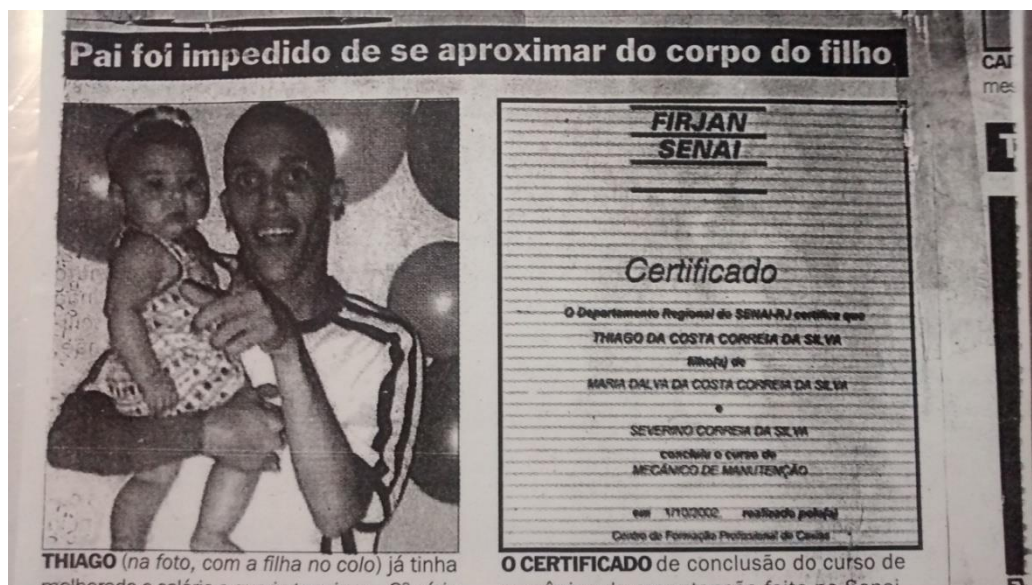 Pai foi impedido de se aproximar do corpo do filho
FIRJAN
SENAI
Certificado
O Departamento Regional do SENAI-RJ certifica que
THIAGO DA COSTA CORREIA DA SILVA
filho(a) de
MARIA DALVA DA COSTA CORREIA DA SILVA
e
SEVERINO CORREIA DA SILVA
concluiu o curso de
MECÂNICO DE MANUTENÇÃO
em 1/10/2002 realizado pelo(a)
Centro de Formação Profissional de Caxias
THIAGO (na foto, com a filha no colo) já tinha
O CERTIFICADO de conclusão do curso de